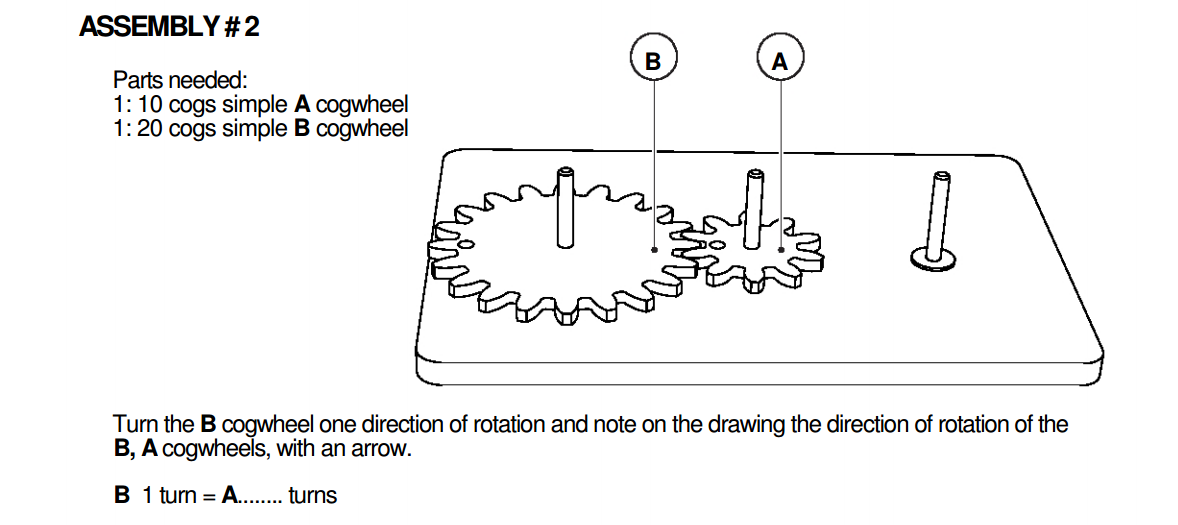 ASSEMBLY # 2
B
A
Parts needed:
1: 10 cogs simple A cogwheel
1: 20 cogs simple B cogwheel
Turn the B cogwheel one direction of rotation and note on the drawing the direction of rotation of the
B, A cogwheels, with an arrow.
B 1 turn = A........ turns